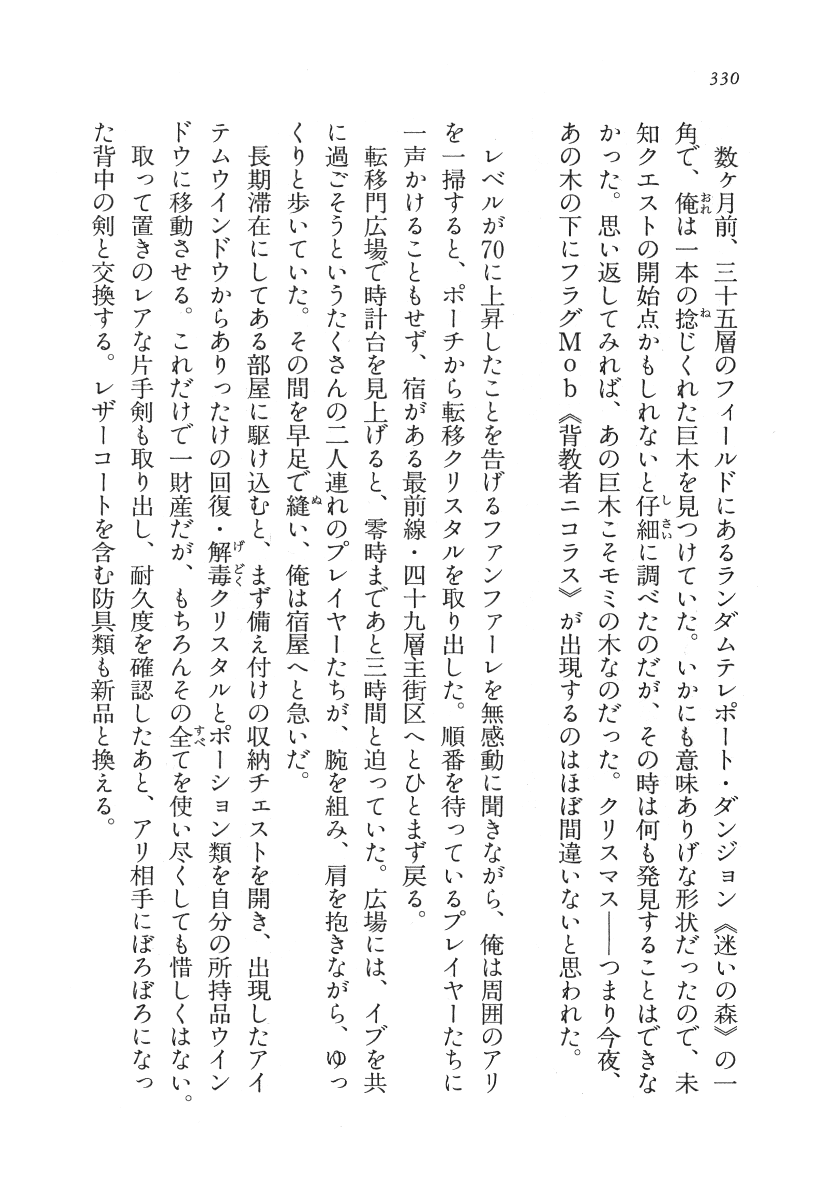 330
数ヶ月前、三十五層のフィールドにあるランダムテレポート・ダンジョン《迷いの森》の一
角で、俺は一本の捻じくれた巨木を見つけていた。いかにも意味ありげな形状だったので、未
知クエストの開始点かもしれないと仔細に調べたのだが、その時は何も発見することはできな
かった。思い返してみれば、あの巨木こそモミの木なのだった。クリスマス――つまり今夜、
あの木の下にフラグMob《背教者ニコラス》が出現するのはほぼ間違いないと思われた。
レベルが70に上昇したことを告げるファンファーレを無感動に聞きながら、俺は周囲のアリ
を一掃すると、ポーチから転移クリスタルを取り出した。順番を待っているプレイヤーたちに
一声かけることもせず、宿がある最前線・四十九層主街区へとひとまず戻る。
転移門広場で時計台を見上げると、零時まであと三時間と迫っていた。広場には、イブを共
に過ごそうというたくさんの二人連れのプレイヤーたちが、腕を組み、肩を抱きながら、ゆっ
くりと歩いていた。その間を早足で縫い、俺は宿屋へと急いだ。
長期滞在にしてある部屋に駆け込むと、まず備え付けの収納チェストを開き、出現したアイ
テムウインドウからありったけの回復・解毒クリスタルとポーション類を自分の所持品ウイン
ドウに移動させる。これだけで一財産だが、もちろんその全てを使い尽くしても惜しくはない。
取って置きのレアな片手剣も取り出し、耐久度を確認したあと、アリ相手にぼろぼろになっ
た背中の剣と交換する。レザーコートを含む防具類も新品と換える。